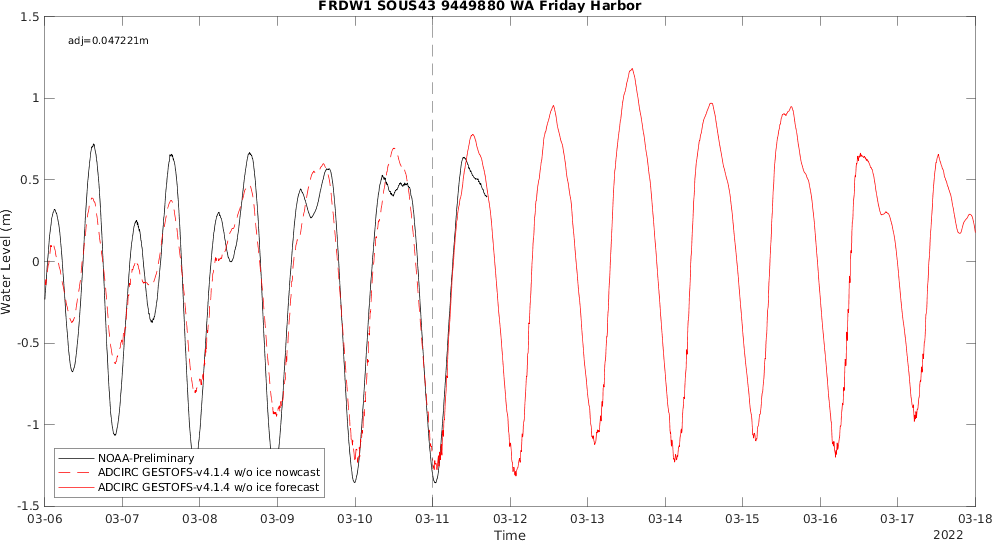 FRDW1 SOUS43 9449880 WA Friday Harbor
adj=0.047221m
1.5
1
0.5
0
-0.5
-1
-1.5
Water Level (m)
NOAA-Preliminary
ADCIRC GESTOFS-v4.1.4 w/o ice nowcast
ADCIRC GESTOFS-v4.1.4 w/o ice forecast
03-06 03-07 03-08 03-09 03-10 03-11 03-12 03-13 03-14 03-15 03-16 03-17 03-18
Time
2022